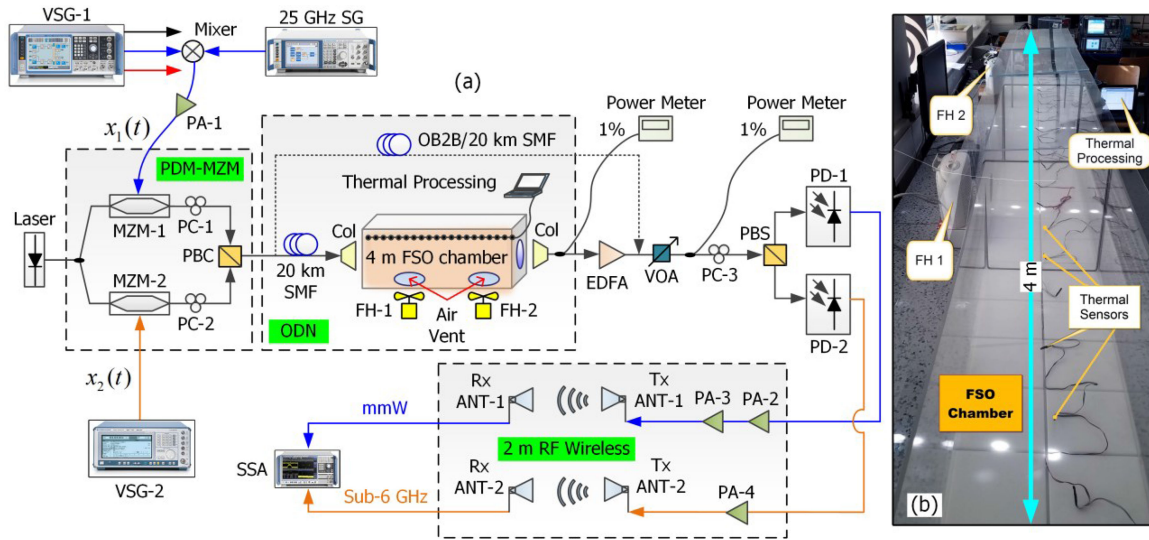 VSG-1
Mixer
25 GHz SG
(a)
PA-1
x₁(t)
PDM-MZM
Laser
MZM-1
PC-1
PBC
MZM-2
PC-2
x₂(t)
VSG-2
OB2B/20 km SMF
Thermal Processing
Col
Col
4 m FSO chamber
20 km
SMF
FH-1
FH-2
Air
Vent
ODN
Power Meter
1%
Power Meter
1%
EDFA
VOA
PC-3
PBS
PD-1
PD-2
Rx
ANT-1
Tx
ANT-1
PA-3
PA-2
mmW
2 m RF Wireless
SSA
Rx
ANT-2
Tx
ANT-2
PA-4
Sub-6 GHz
FH 2
Thermal
Processing
FH 1
4 m
Thermal
Sensors
FSO
Chamber
(b)